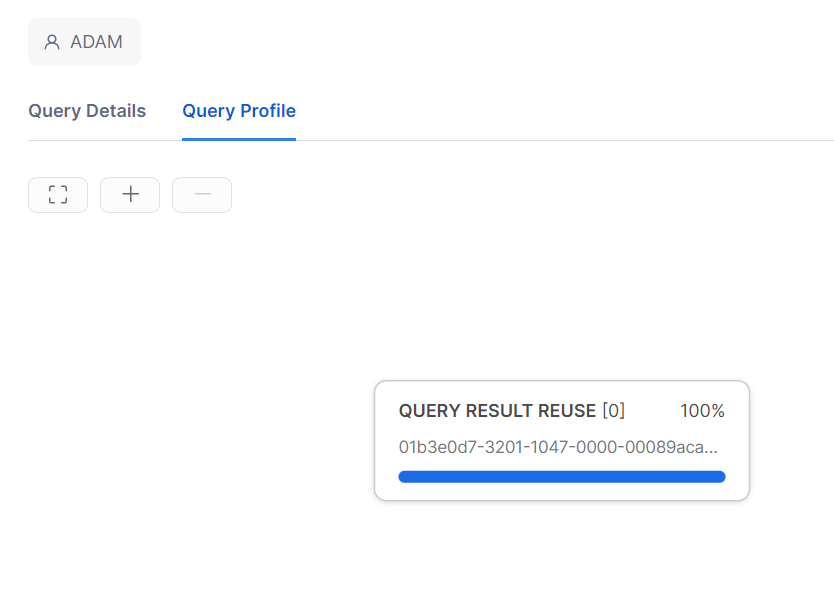 ADAM
Query Details Query Profile
QUERY RESULT REUSE [0] 100%
01b3e0d7-3201-1047-0000-00089aca...